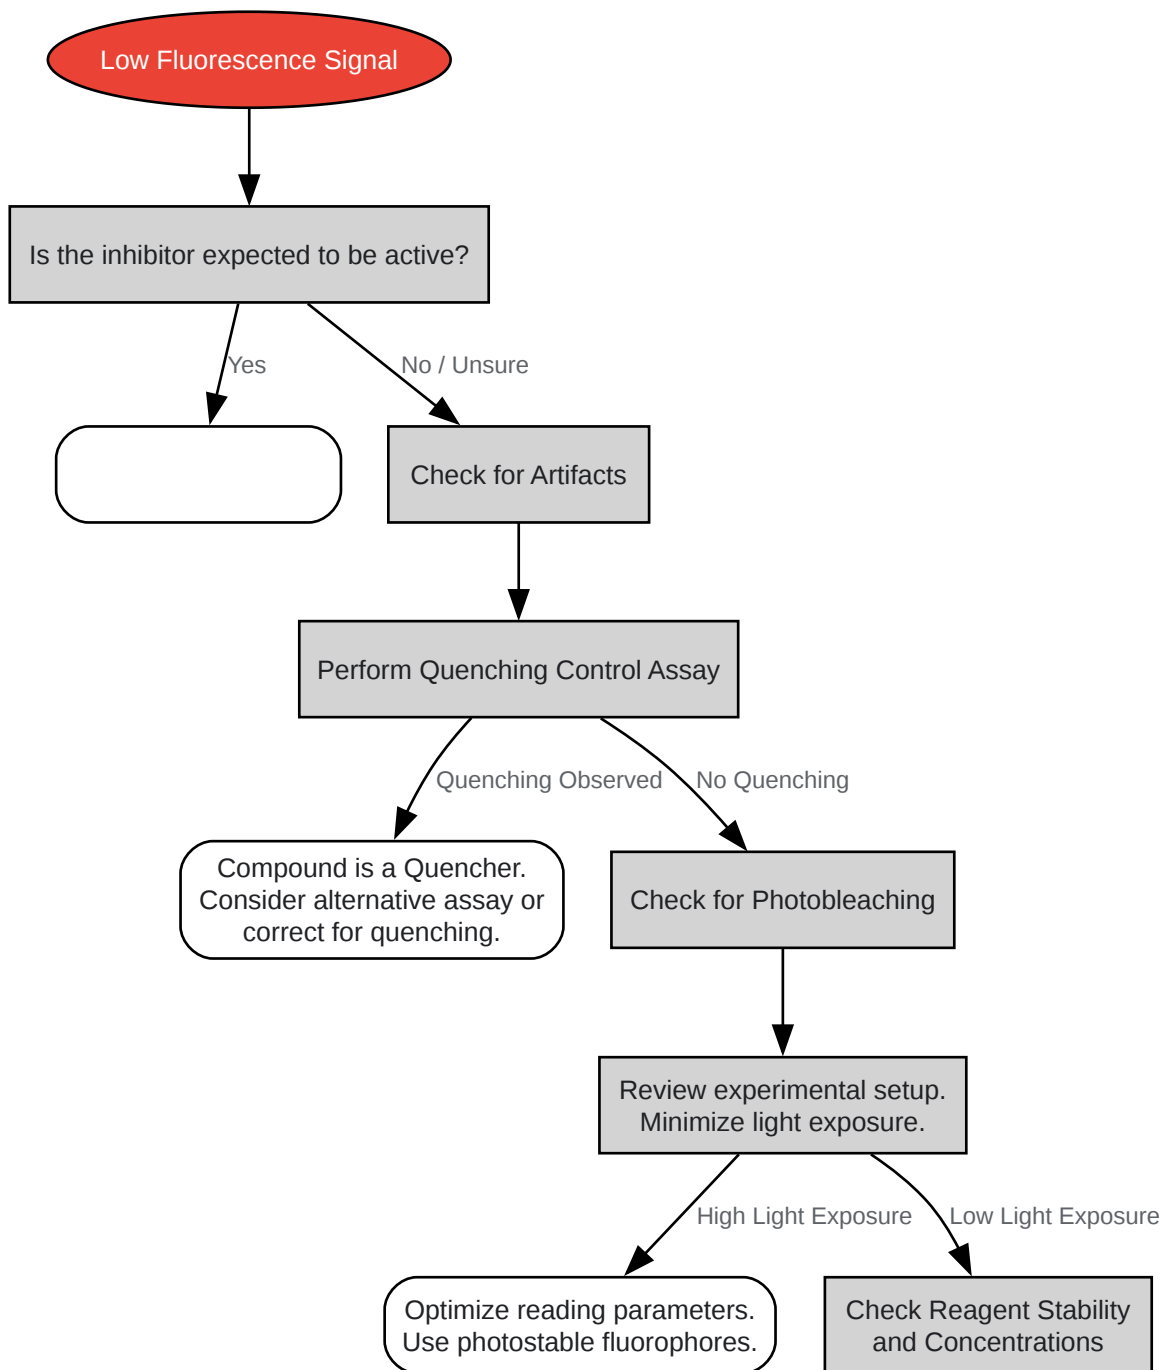 Low Fluorescence Signal
Is the inhibitor expected to be active?
Yes
No / Unsure
Check for Artifacts
Perform Quenching Control Assay
Quenching Observed
No Quenching
Compound is a Quencher.
Consider alternative assay or
correct for quenching.
Check for Photobleaching
Review experimental setup.
Minimize light exposure.
High Light Exposure
Low Light Exposure
Optimize reading parameters.
Use photostable fluorophores.
Check Reagent Stability
and Concentrations